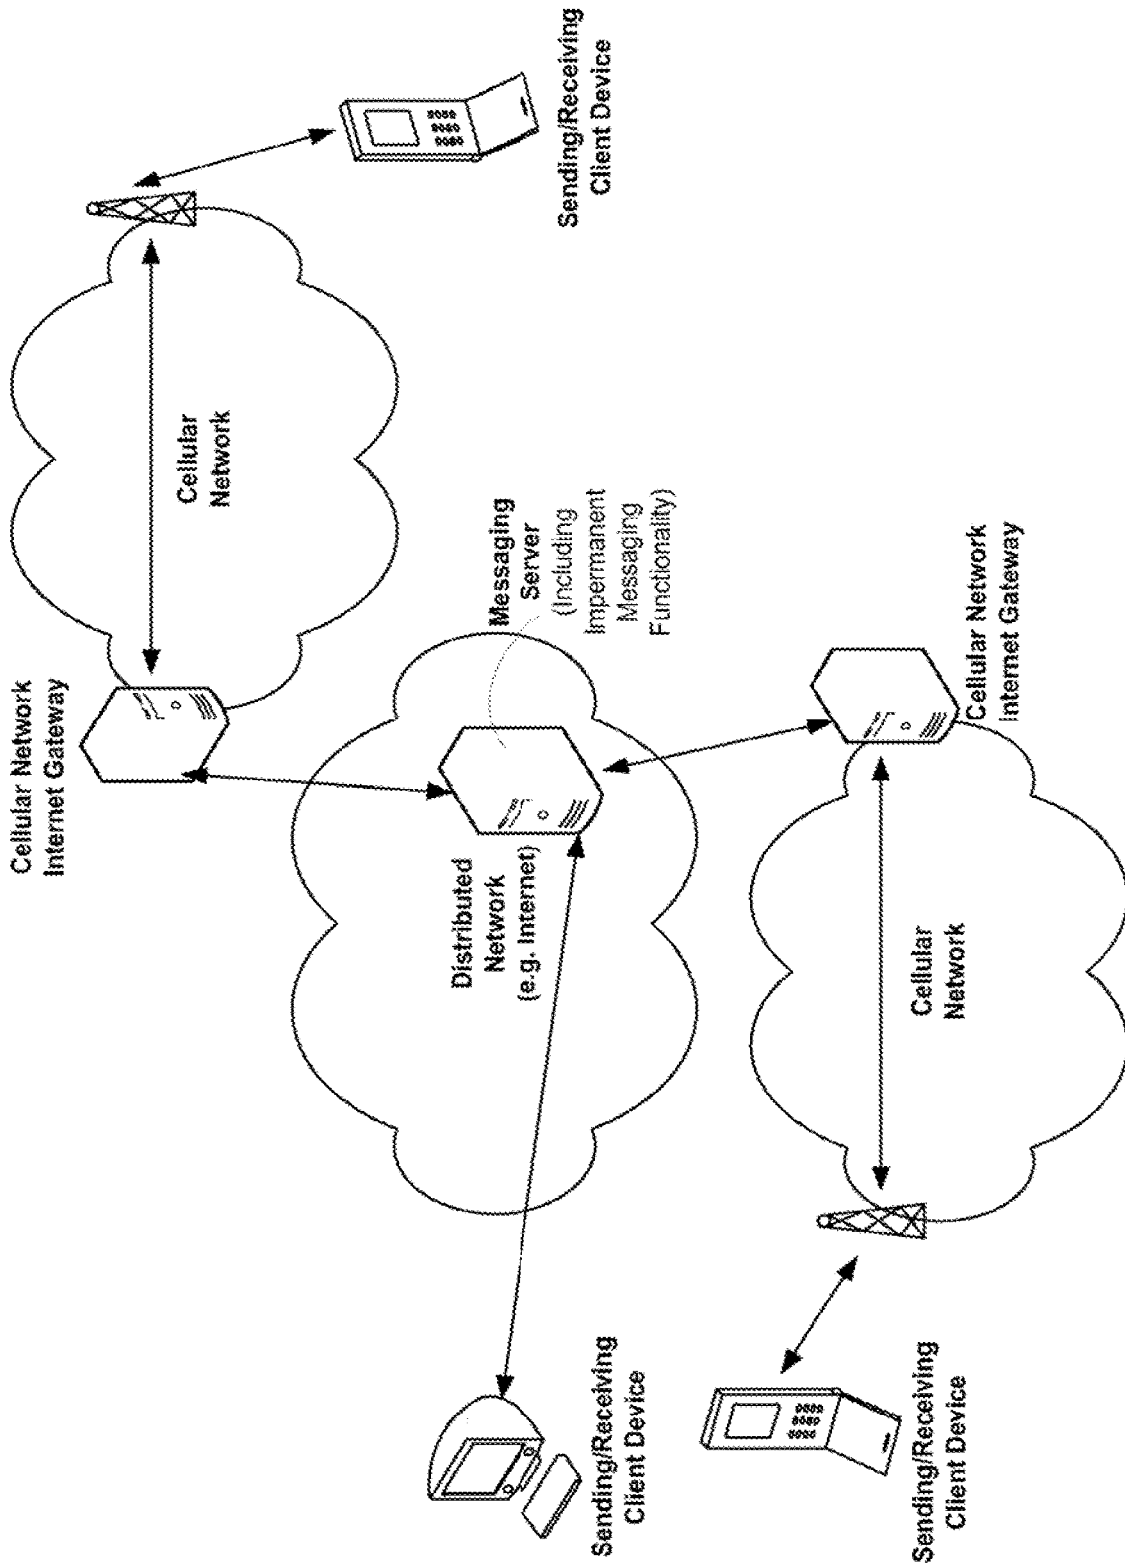 Cellular Network
Internet Gateway
Cellular
Network
Sending/Receiving
Client Device
Distributed
Network
(e.g. Internet)
Messaging
Server
(Including
Impermanent
Messaging
Functionality)
Sending/Receiving
Client Device
Cellular
Network
Cellular Network
Internet Gateway
Sending/Receiving
Client Device